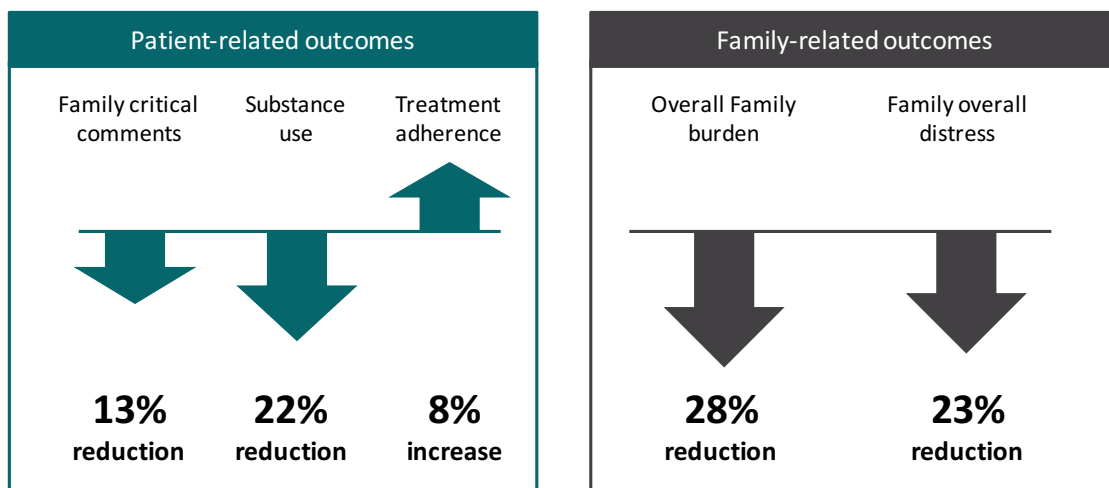 Patient-related outcomes
Family critical
comments
Substance
use
Treatment
adherence
13%
reduction
22%
reduction
8%
increase
Family-related outcomes
Overall Family
burden
Family overall
distress
28%
reduction
23%
reduction